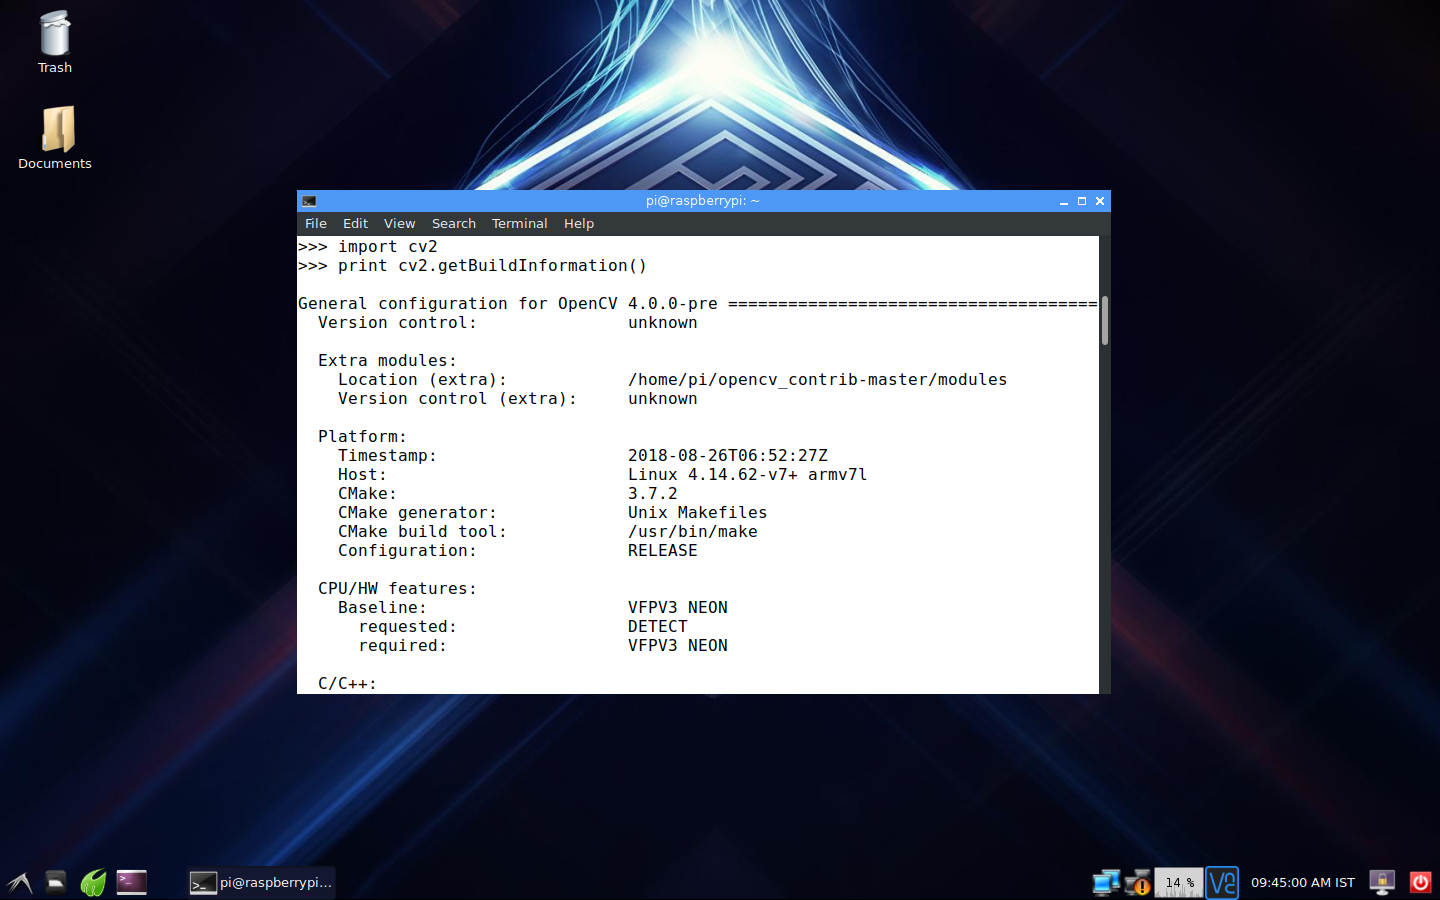 Trash
Documents
pi@raspberrypi: ~
File Edit View Search Terminal Help
>>> import cv2
>>> print cv2.getBuildInformation()
General configuration for OpenCV 4.0.0-pre =====================================
Version control: unknown
Extra modules:
Location (extra): /home/pi/opencv_contrib-master/modules
Version control (extra): unknown
Platform:
Timestamp: 2018-08-26T06:52:27Z
Host: Linux 4.14.62-v7+ armv7l
CMake: 3.7.2
CMake generator: Unix Makefiles
CMake build tool: /usr/bin/make
Configuration: RELEASE
CPU/HW features:
Baseline: VFPV3 NEON
requested: DETECT
required: VFPV3 NEON
C/C++:
pi@raspberrypi...
14 %
09:45:00 AM IST